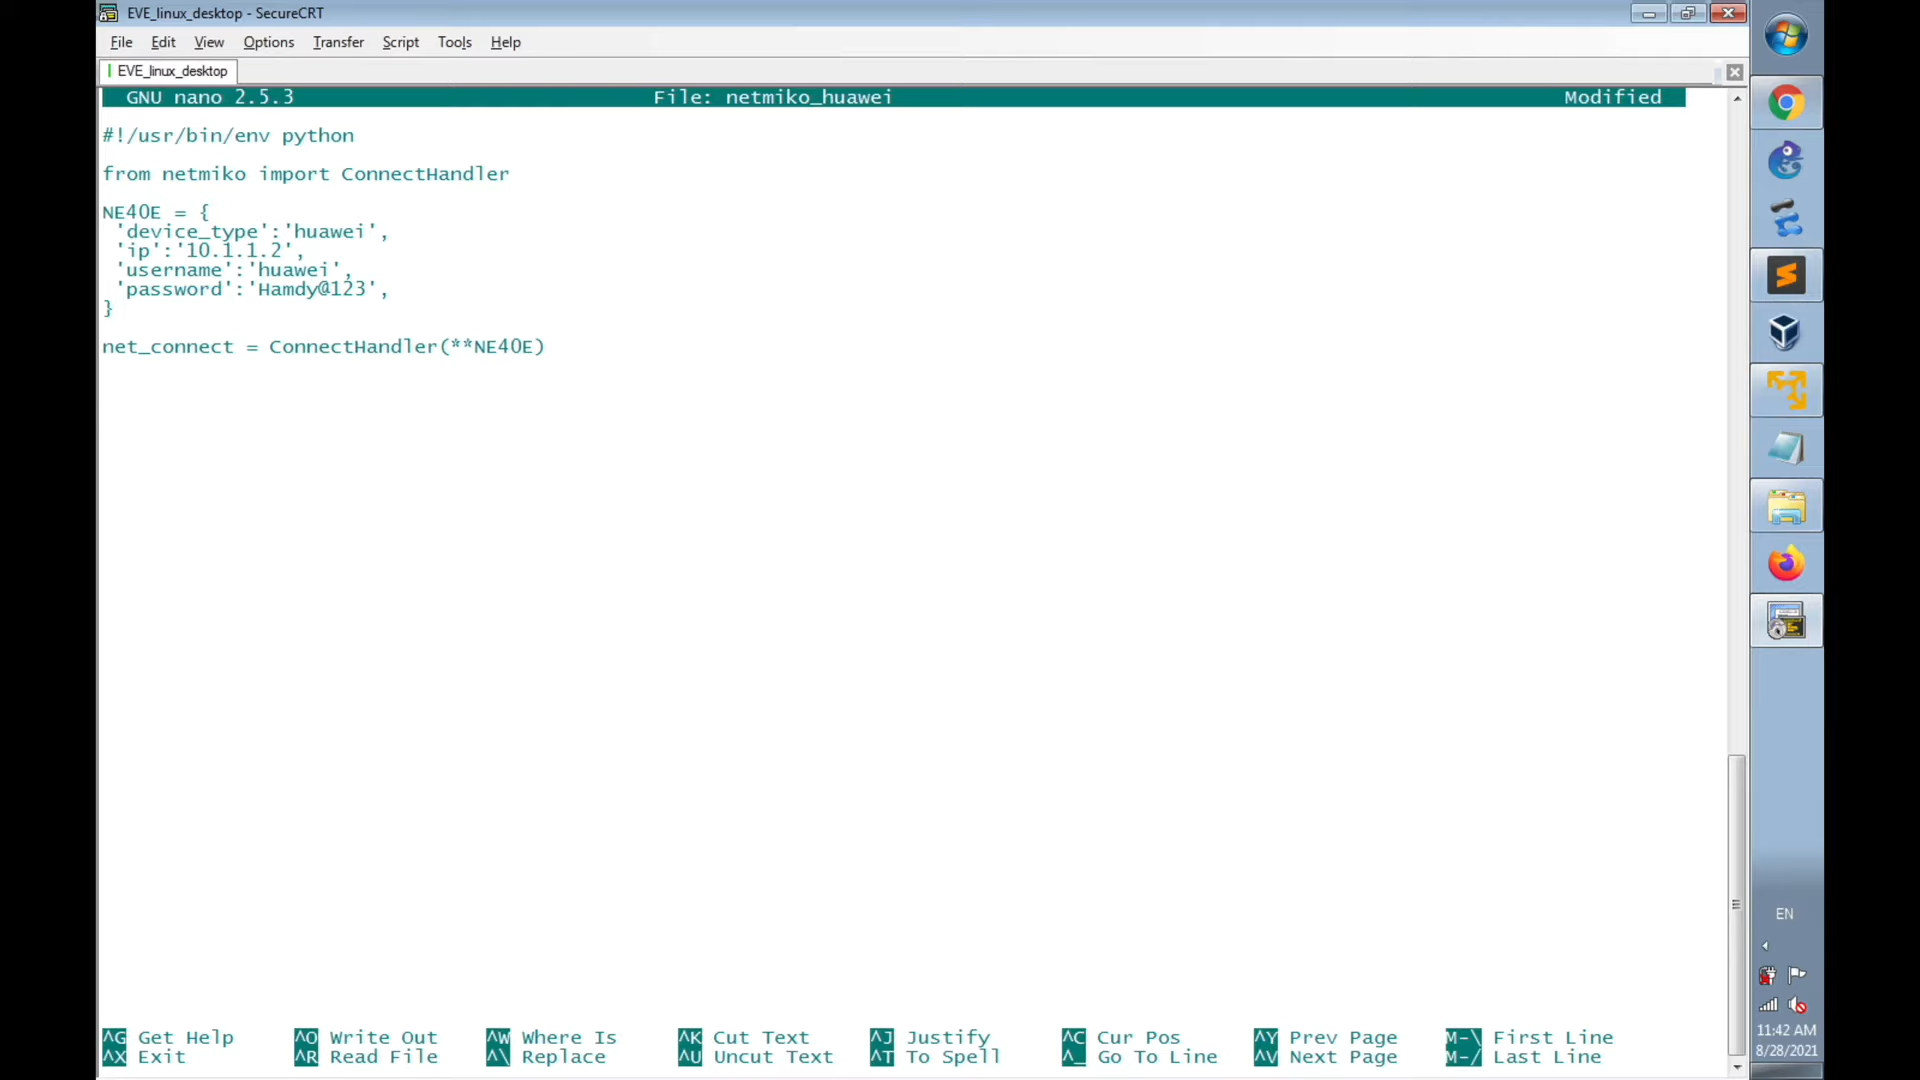 EVE_linux_desktop - SecureCRT
File Edit View Options Transfer Script Tools Help
EVE_linux_desktop
GNU nano 2.5.3 File: netmiko_huawei Modified
#!/usr/bin/env python
from netmiko import ConnectHandler
NE40E = {
'device_type':'huawei',
'ip':'10.1.1.2',
'username':'huawei',
'password':'Hamdy@123',
}
net_connect = ConnectHandler(**NE40E)
^G Get Help ^O Write Out ^W Where Is ^K Cut Text ^J Justify ^C Cur Pos ^Y Prev Page M-\ First Line
^X Exit ^R Read File ^\ Replace ^U Uncut Text ^T To Spell ^_ Go To Line ^V Next Page M-/ Last Line
EN
11:42 AM
8/28/2021